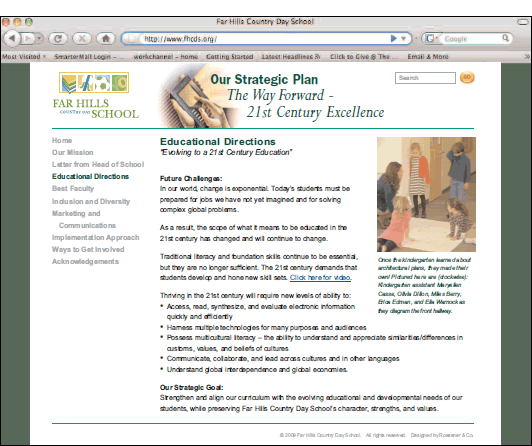 Far Hills Country Day School
http://www.fhcds.org/
Google
Most Visited SmarterMail Login – ... workchannel – home Getting Started Latest Headlines Click to Give @ The ... Email & More
FAR HILLS
COUNTRY DAY SCHOOL
Our Strategic Plan
The Way Forward -
21st Century Excellence
Search
GO
Home
Our Mission
Letter from Head of School
Educational Directions
Best Faculty
Inclusion and Diversity
Marketing and
Communications
Implementation Approach
Ways to Get Involved
Acknowledgements
Educational Directions
"Evolving to a 21st Century Education"
Future Challenges:
In our world, change is exponential. Today's students must be
prepared for jobs we have not yet imagined and for solving
complex global problems.
As a result, the scope of what it means to be educated in the
21st century has changed and will continue to change.
Traditional literacy and foundation skills continue to be essential,
but they are no longer sufficient. The 21st century demands that
students develop and hone new skill sets. Click here for video.
Thriving in the 21st century will require new levels of ability to:
• Access, read, synthesize, and evaluate electronic information
quickly and efficiently
• Harness multiple technologies for many purposes and audiences
• Possess multicultural literacy – the ability to understand and appreciate similarities/differences in
customs, values, and beliefs of cultures
• Communicate, collaborate, and lead across cultures and in other languages
• Understand global interdependence and global economies.
Our Strategic Goal:
Strengthen and align our curriculum with the evolving educational and developmental needs of our
students, while preserving Far Hills Country Day School's character, strengths, and values.
Once the kindergarten learned about
architectural plans, they made their
own! Pictured here are (clockwise):
Kindergarten assistant Maryellen
Casse, Olivia Dillon, Miles Berry,
Erica Edman, and Ella Warnock as
they diagram the front hallway.
© 2009 Far Hills Country Day School. All rights reserved. Designed by Rossmer & Co.